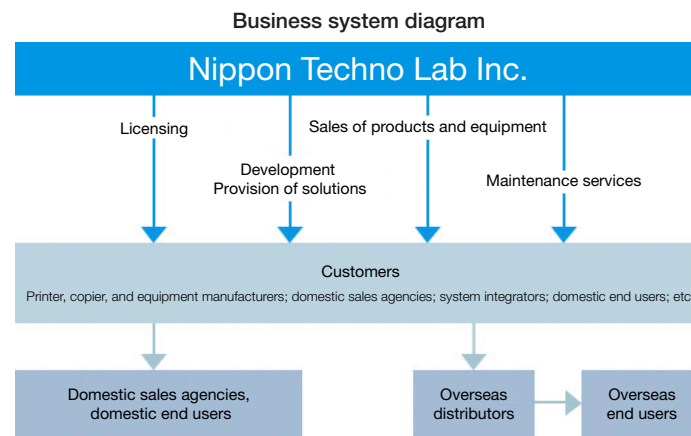 Business system diagram
Nippon Techno Lab Inc.
Licensing
Sales of products and equipment
Development
Provision of solutions
Maintenance services
Customers
Printer, copier, and equipment manufacturers; domestic sales agencies; system integrators; domestic end users; etc
Domestic sales agencies,
domestic end users
Overseas
distributors
Overseas
end users